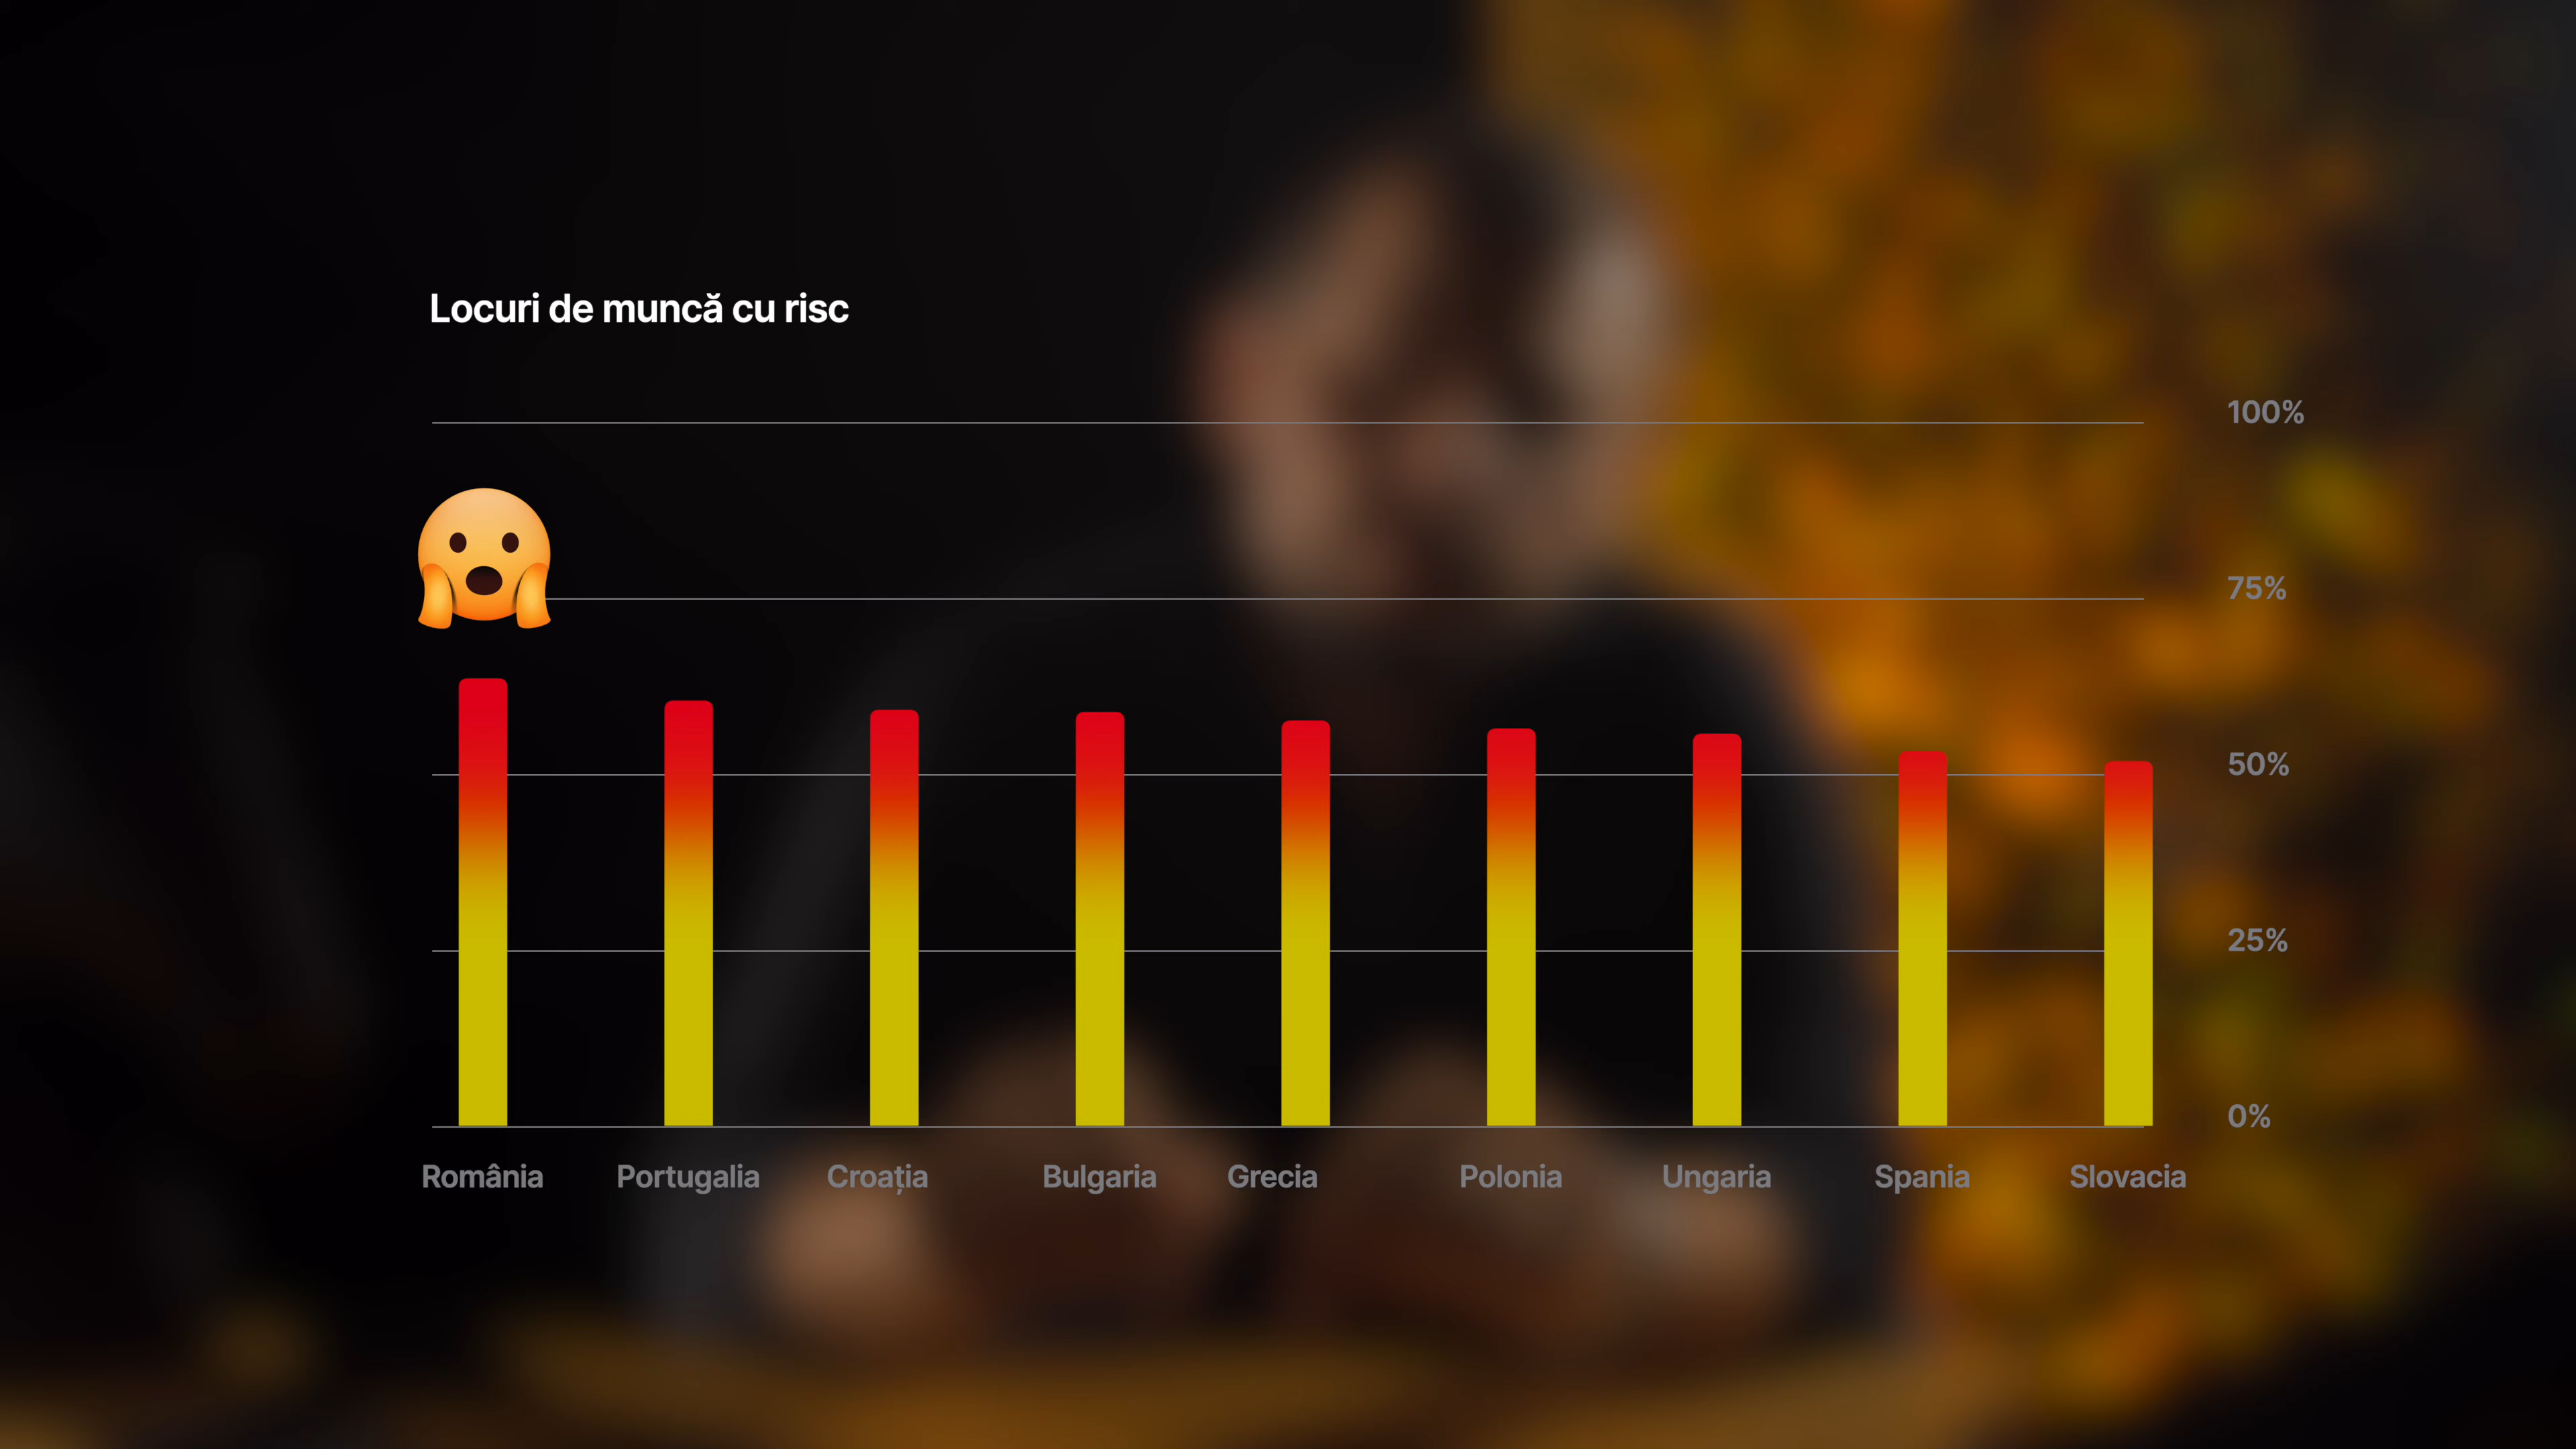 Locuri de muncă cu risc
100%
75%
50%
25%
0%
România
Portugalia
Croația
Bulgaria
Grecia
Polonia
Ungaria
Spania
Slovacia